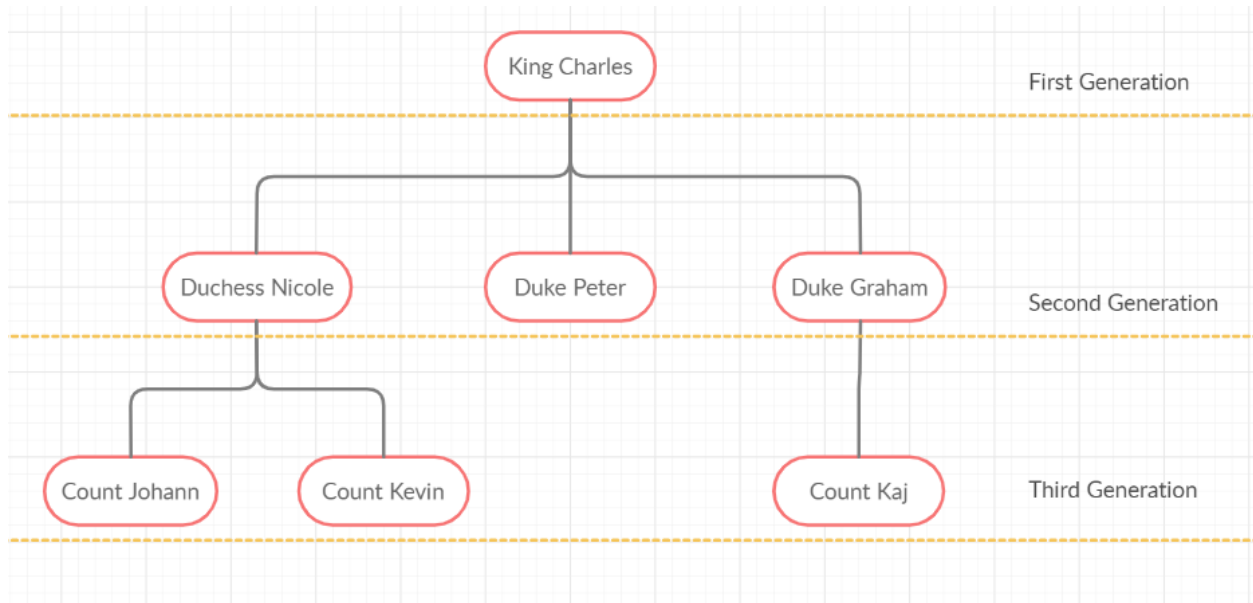 King Charles
First Generation
Duchess Nicole
Duke Peter
Duke Graham
Second Generation
Count Johann
Count Kevin
Count Kaj
Third Generation